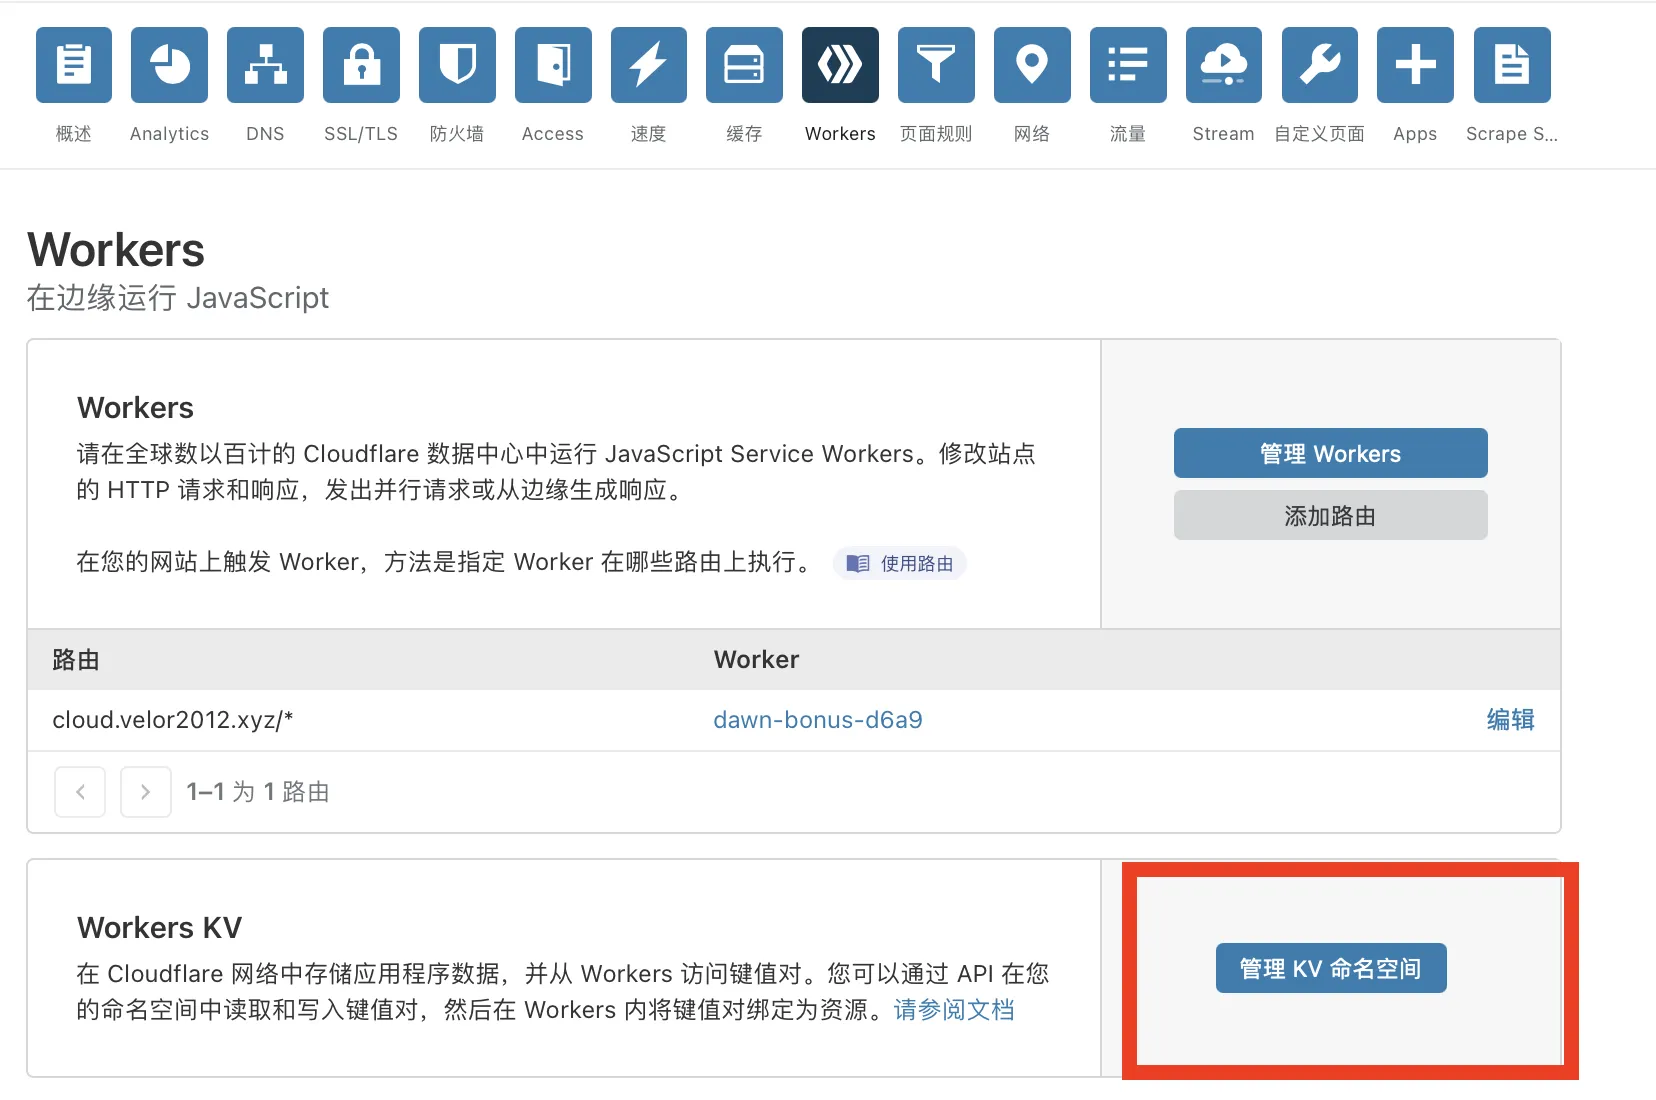 概述
Analytics
DNS
SSL/TLS
防火墙
Access
速度
缓存
Workers
页面规则
网络
流量
Stream
自定义页面
Apps
Scrape S...
Workers
在边缘运行 JavaScript
Workers
请在全球数以百计的 Cloudflare 数据中心中运行 JavaScript Service Workers。修改站点
的 HTTP 请求和响应，发出并行请求或从边缘生成响应。
在您的网站上触发 Worker，方法是指定 Worker 在哪些路由上执行。 使用路由
管理 Workers
添加路由
路由 Worker
cloud.velor2012.xyz/* dawn-bonus-d6a9 编辑
1–1 为 1 路由
Workers KV
在 Cloudflare 网络中存储应用程序数据，并从 Workers 访问键值对。您可以通过 API 在您
的命名空间中读取和写入键值对，然后在 Workers 内将键值对绑定为资源。请参阅文档
管理 KV 命名空间